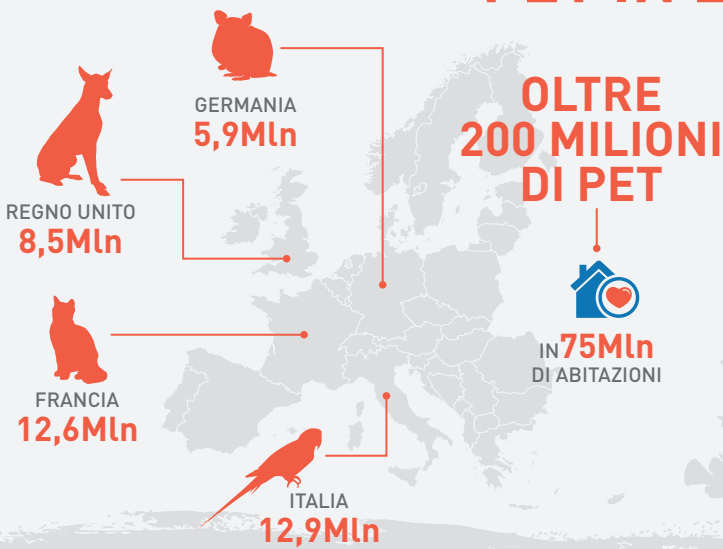 GERMANIA
5,9Mln
OLTRE
200 MILIONI
DI PET
REGNO UNITO
8,5Mln
IN 75Mln
DI ABITAZIONI
FRANCIA
12,6Mln
ITALIA
12,9Mln